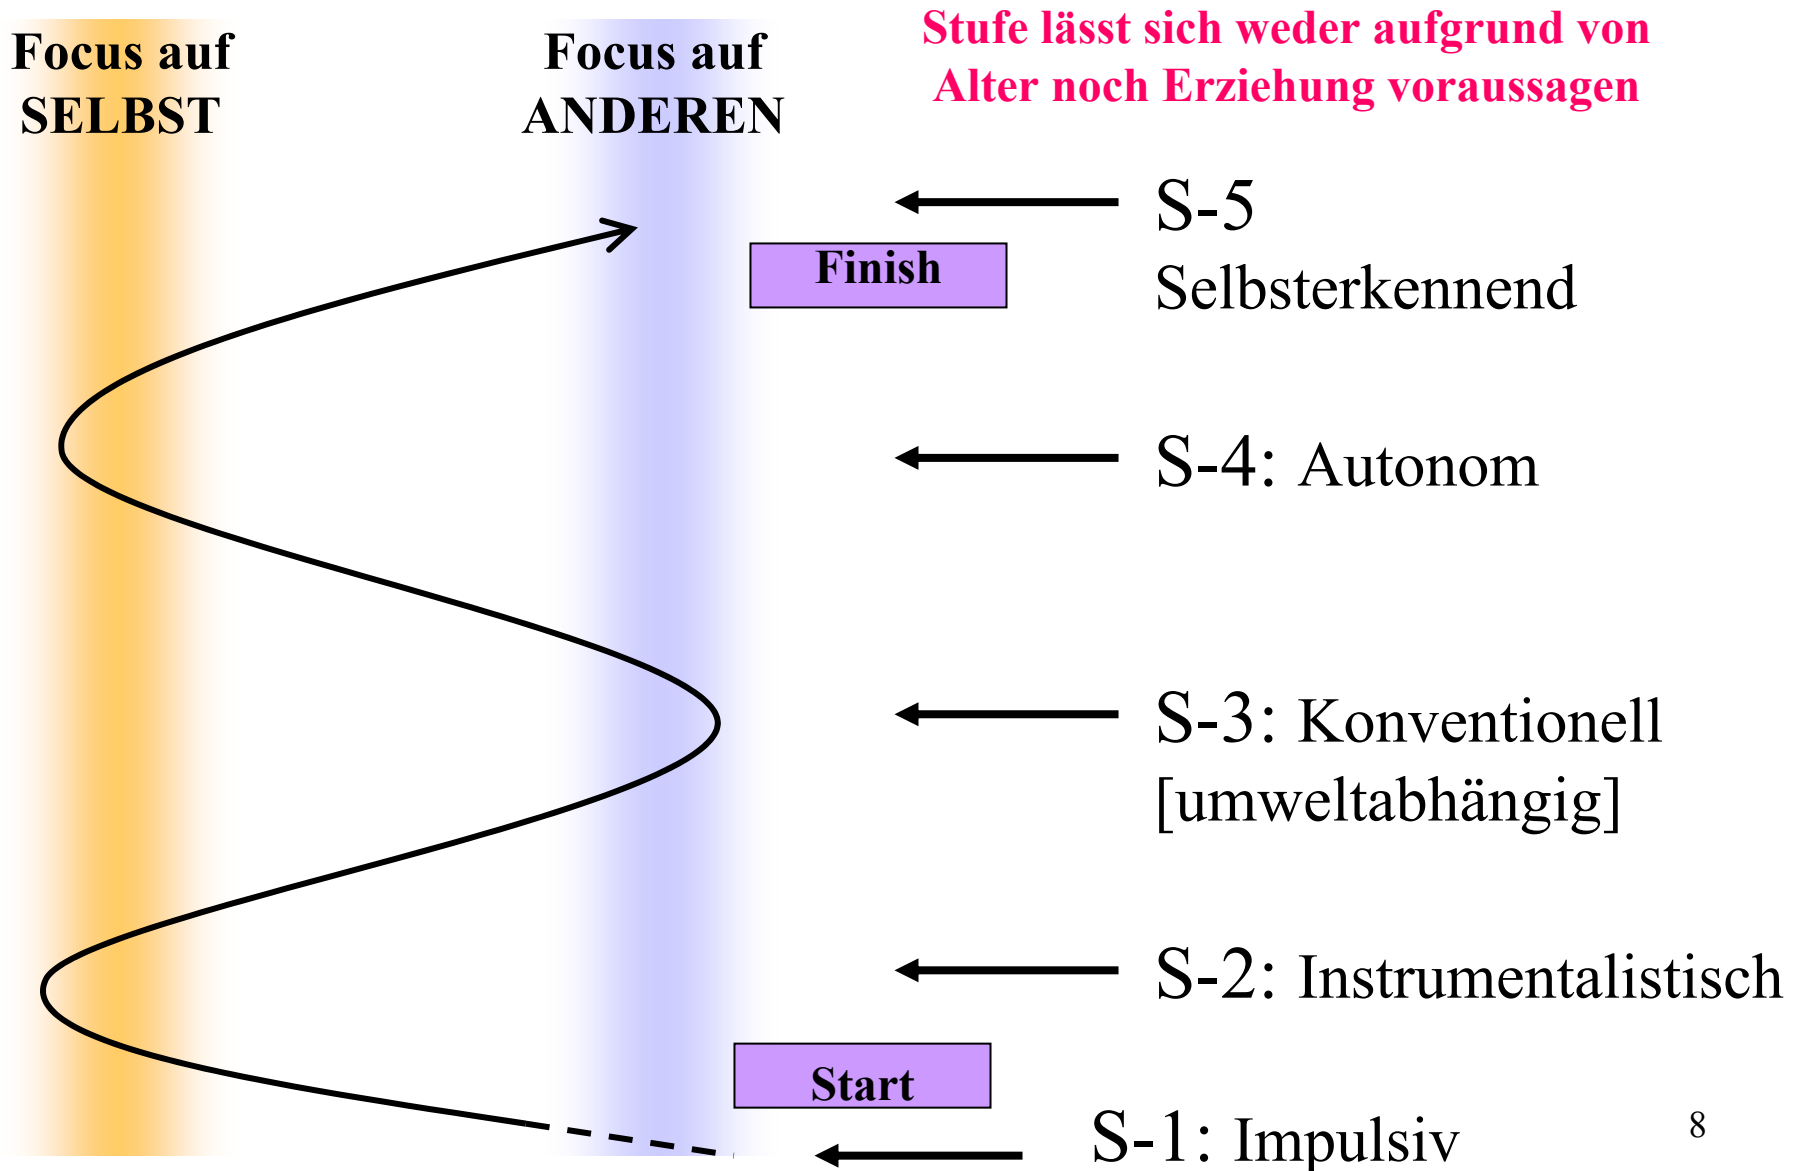 Focus auf
SELBST
Focus auf
ANDEREN
Stufe lässt sich weder aufgrund von
Alter noch Erziehung voraussagen
S-5
Selbsterkennend
Finish
S-4: Autonom
S-3: Konventionell
[umweltabhängig]
S-2: Instrumentalistisch
Start
S-1: Impulsiv
8